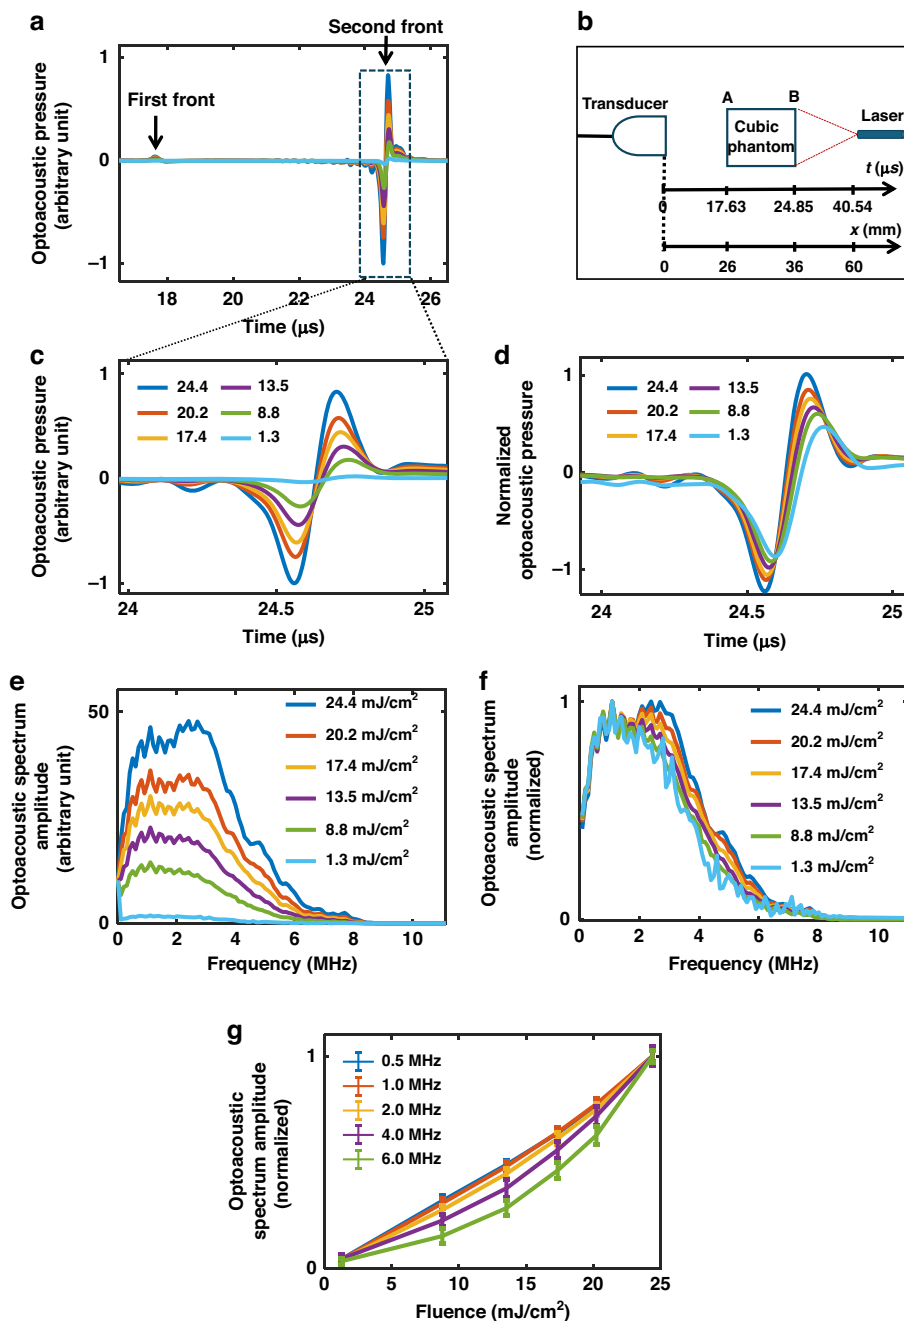 a
Second front
First front
Optoacoustic pressure
(arbitrary unit)
1
0
−1
18
20
22
24
26
Time (μs)
b
Transducer
A
B
Cubic
phantom
Laser
t (μs)
0
17.63
24.85
40.54
x (mm)
0
26
36
60
c
Optoacoustic pressure
(arbitrary unit)
1
0
−1
24.4
20.2
17.4
13.5
8.8
1.3
24
24.5
25
Time (μs)
d
Normalized
optoacoustic pressure
1
0
−1
24.4
20.2
17.4
13.5
8.8
1.3
24
24.5
25
Time (μs)
e
Optoacoustic spectrum
amplitude
(arbitrary unit)
50
0
24.4 mJ/cm²
20.2 mJ/cm²
17.4 mJ/cm²
13.5 mJ/cm²
8.8 mJ/cm²
1.3 mJ/cm²
0
2
4
6
8
10
Frequency (MHz)
f
Optoacoustic spectrum
amplitude
(normalized)
1
0
24.4 mJ/cm²
20.2 mJ/cm²
17.4 mJ/cm²
13.5 mJ/cm²
8.8 mJ/cm²
1.3 mJ/cm²
0
2
4
6
8
10
Frequency (MHz)
g
Optoacoustic
spectrum amplitude
(normalized)
1
0
0.5 MHz
1.0 MHz
2.0 MHz
4.0 MHz
6.0 MHz
0
5
10
15
20
25
Fluence (mJ/cm²)